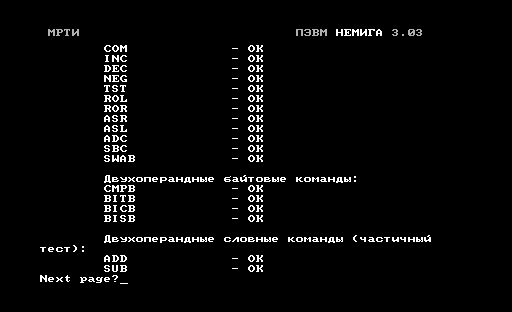 МРТИ ПЭВМ НЕМИГА 3.03
COM - OK
INC - OK
DEC - OK
NEG - OK
TST - OK
ROL - OK
ROR - OK
ASR - OK
ASL - OK
ADC - OK
SBC - OK
SWAB - OK
Двухоперандные байтовые команды:
CMPB - OK
BITB - OK
BICB - OK
BISB - OK
Двухоперандные словные команды (частичный
тест):
ADD - OK
SUB - OK
Next page?_